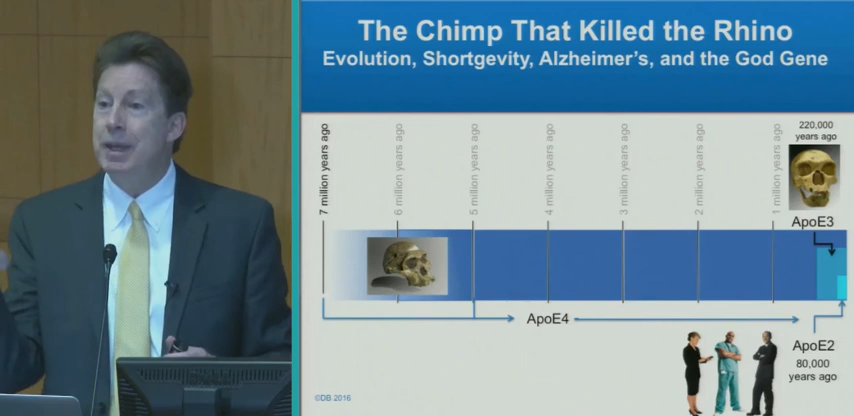 The Chimp That Killed the Rhino
Evolution, Shortgevity, Alzheimer's, and the God Gene
7 million years ago
6 million years ago
5 million years ago
4 million years ago
3 million years ago
2 million years ago
1 million years ago
220,000
years ago
ApoE3
ApoE4
ApoE2
80,000
years ago
©DB 2016